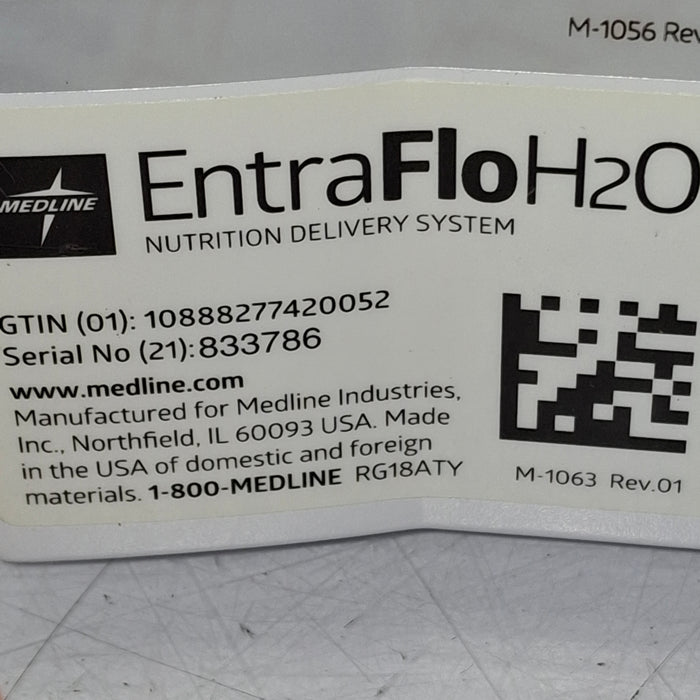 M-1056 Rev
MEDLINE
EntraFloH2O
NUTRITION DELIVERY SYSTEM
GTIN (01): 10888277420052
Serial No (21):833786
www.medline.com
Manufactured for Medline Industries,
Inc., Northfield, IL 60093 USA. Made
in the USA of domestic and foreign
materials. 1-800-MEDLINE RG18ATY
M-1063 Rev.01